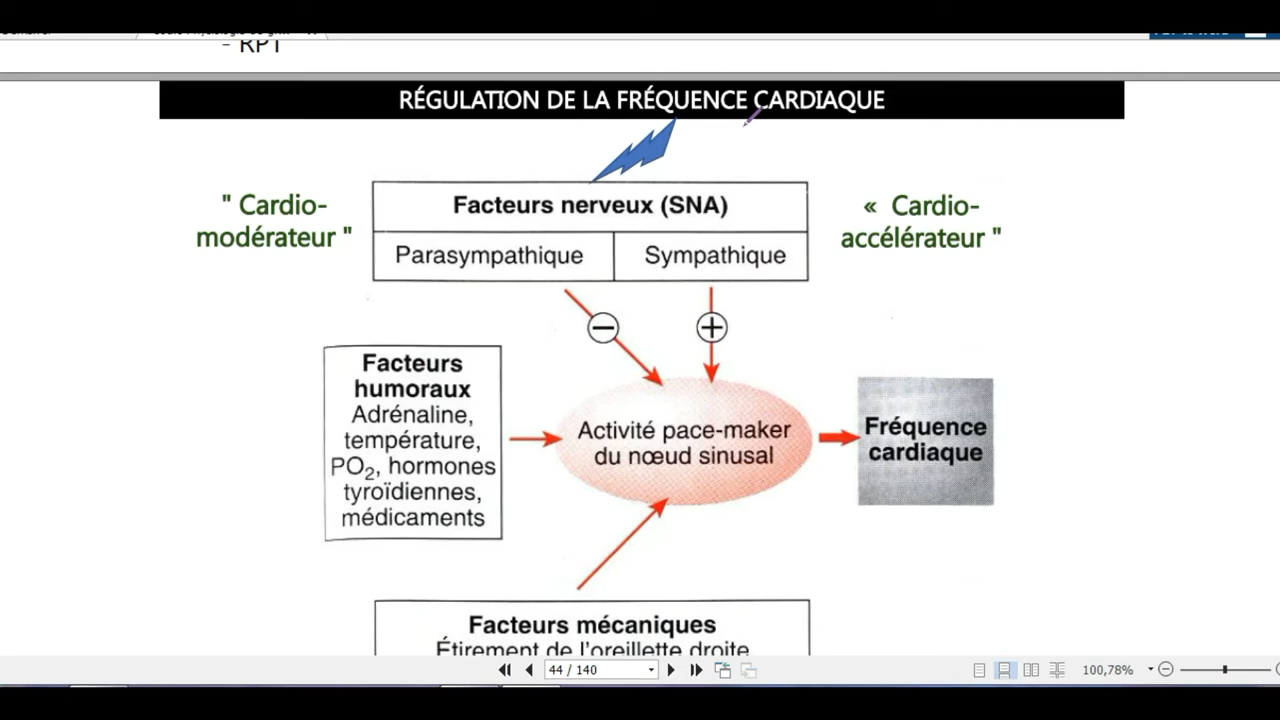 - RPT
RÉGULATION DE LA FRÉQUENCE CARDIAQUE
" Cardio-
modérateur "
Facteurs nerveux (SNA)
Parasympathique
Sympathique
« Cardio-
accélérateur "
−
+
Facteurs
humoraux
Adrénaline,
température,
PO2, hormones
tyroïdiennes,
médicaments
Activité pace-maker
du nœud sinusal
Fréquence
cardiaque
Facteurs mécaniques
Étirement de l'oreillette droite
44 / 140
100,78%